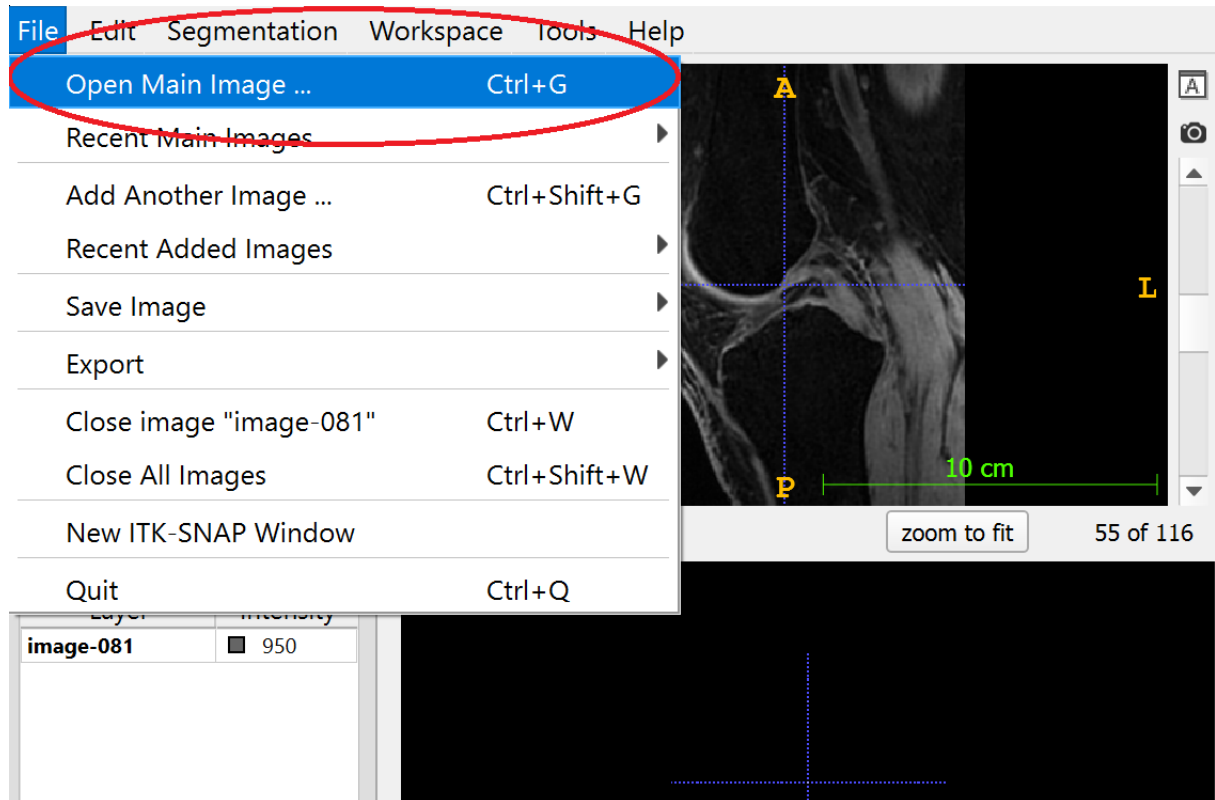 File Edit Segmentation Workspace Tools Help
Open Main Image ... Ctrl+G
Recent Main Images
Add Another Image ... Ctrl+Shift+G
Recent Added Images
Save Image
Export
Close image "image-081" Ctrl+W
Close All Images Ctrl+Shift+W
New ITK-SNAP Window
Quit Ctrl+Q
A
A
L
10 cm
P
zoom to fit 55 of 116
Layer Intensity
image-081 950